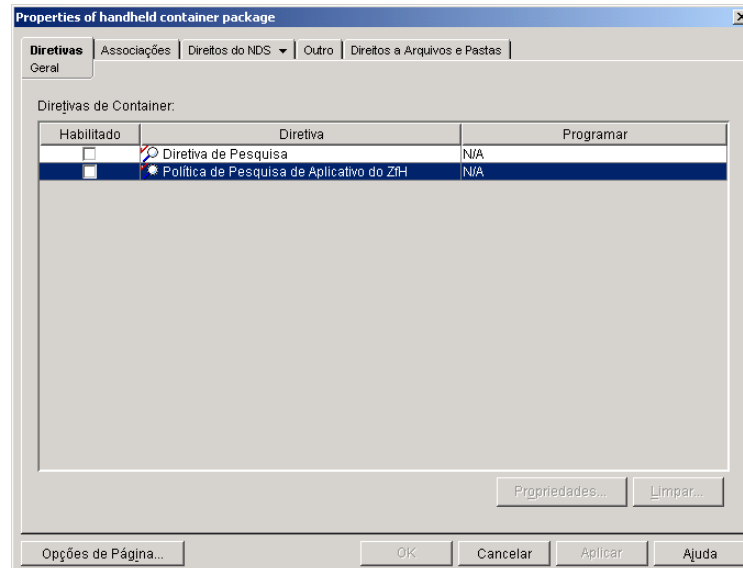 Properties of handheld container package
Diretivas Associações Direitos do NDS Outro Direitos a Arquivos e Pastas
Geral
Diretivas de Container:
Habilitado Diretiva Programar
Diretiva de Pesquisa N/A
Política de Pesquisa de Aplicativo do ZfH N/A
Propriedades... Limpar...
Opções de Página... OK Cancelar Aplicar Ajuda